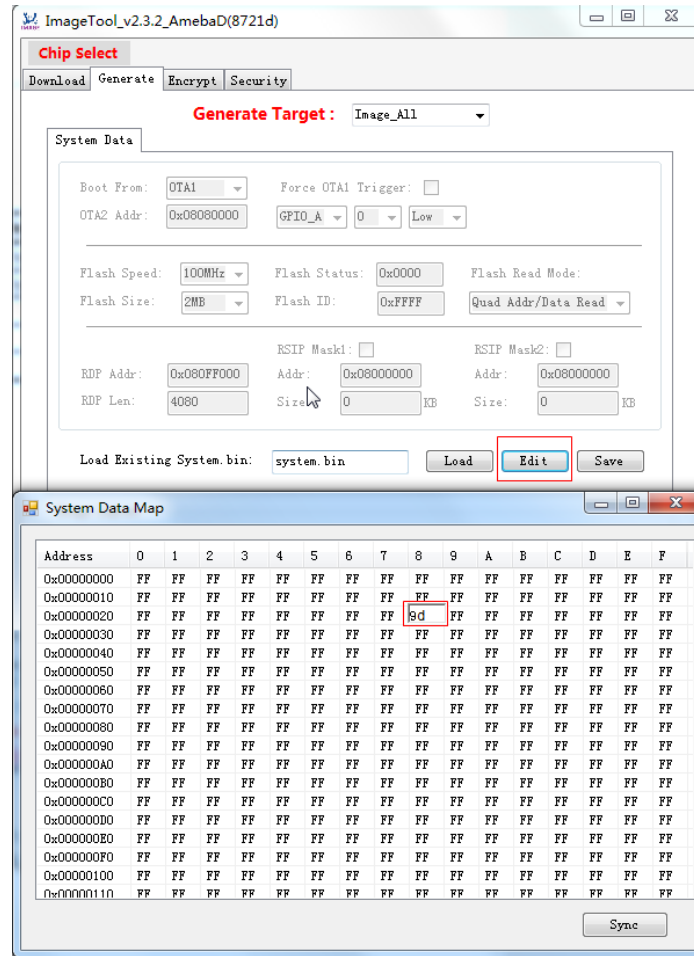 ImageTool_v2.3.2_AmebaD(8721d)
Chip Select
Download Generate Encrypt Security
Generate Target : Image_All
System Data
Boot From: OTA1 Force OTA1 Trigger:
OTA2 Addr: 0x08080000 GPIO_A 0 Low
Flash Speed: 100MHz Flash Status: 0x0000 Flash Read Mode:
Flash Size: 2MB Flash ID: 0xFFFF Quad Addr/Data Read
RSIP Mask1: RSIP Mask2:
RDP Addr: 0x080FF000 Addr: 0x08000000 Addr: 0x08000000
RDP Len: 4080 Size 0 KB Size: 0 KB
Load Existing System.bin: system.bin Load Edit Save
System Data Map
Address 0 1 2 3 4 5 6 7 8 9 A B C D E F
0x00000000 FF FF FF FF FF FF FF FF FF FF FF FF FF FF FF FF
0x00000010 FF FF FF FF FF FF FF FF FF FF FF FF FF FF FF FF
0x00000020 FF FF FF FF FF FF FF FF 9d FF FF FF FF FF FF FF
0x00000030 FF FF FF FF FF FF FF FF FF FF FF FF FF FF FF FF
0x00000040 FF FF FF FF FF FF FF FF FF FF FF FF FF FF FF FF
0x00000050 FF FF FF FF FF FF FF FF FF FF FF FF FF FF FF FF
0x00000060 FF FF FF FF FF FF FF FF FF FF FF FF FF FF FF FF
0x00000070 FF FF FF FF FF FF FF FF FF FF FF FF FF FF FF FF
0x00000080 FF FF FF FF FF FF FF FF FF FF FF FF FF FF FF FF
0x00000090 FF FF FF FF FF FF FF FF FF FF FF FF FF FF FF FF
0x000000A0 FF FF FF FF FF FF FF FF FF FF FF FF FF FF FF FF
0x000000B0 FF FF FF FF FF FF FF FF FF FF FF FF FF FF FF FF
0x000000C0 FF FF FF FF FF FF FF FF FF FF FF FF FF FF FF FF
0x000000D0 FF FF FF FF FF FF FF FF FF FF FF FF FF FF FF FF
0x000000E0 FF FF FF FF FF FF FF FF FF FF FF FF FF FF FF FF
0x000000F0 FF FF FF FF FF FF FF FF FF FF FF FF FF FF FF FF
0x00000100 FF FF FF FF FF FF FF FF FF FF FF FF FF FF FF FF
0x00000110 FF FF FF FF FF FF FF FF FF FF FF FF FF FF FF FF
Sync